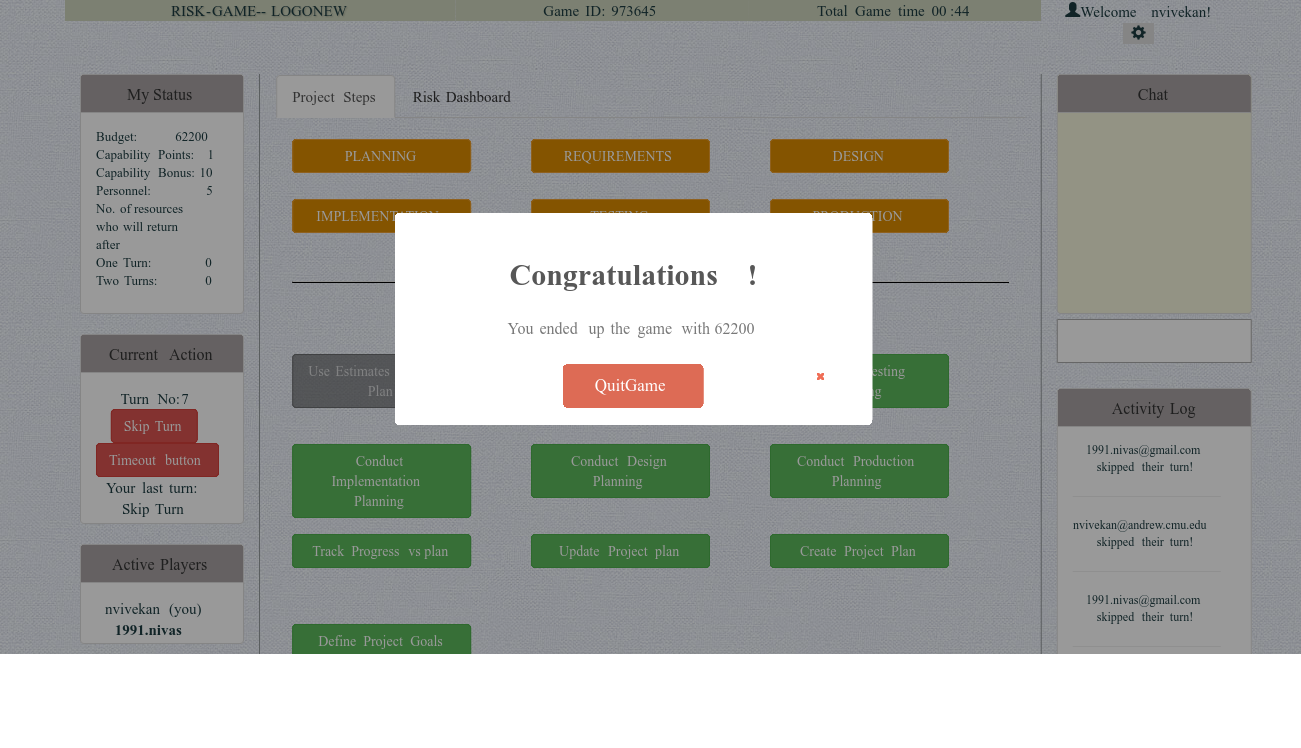 RISK-GAME-- LOGONEW
Game ID: 973645
Total Game time 00 :44
Welcome nvivekan!
My Status
Budget: 62200
Capability Points: 1
Capability Bonus: 10
Personnel: 5
No. of resources
who will return
after
One Turn: 0
Two Turns: 0
Current Action
Turn No:7
Skip Turn
Timeout button
Your last turn:
Skip Turn
Active Players
nvivekan (you)
1991.nivas
Project Steps
Risk Dashboard
PLANNING
REQUIREMENTS
DESIGN
IMPLEMENTATION
TESTING
PRODUCTION
Congratulations !
You ended up the game with 62200
QuitGame
Use Estimates
Plan
esting
g
Conduct
Implementation
Planning
Conduct Design
Planning
Conduct Production
Planning
Track Progress vs plan
Update Project plan
Create Project Plan
Define Project Goals
Chat
Activity Log
1991.nivas@gmail.com
skipped their turn!
nvivekan@andrew.cmu.edu
skipped their turn!
1991.nivas@gmail.com
skipped their turn!